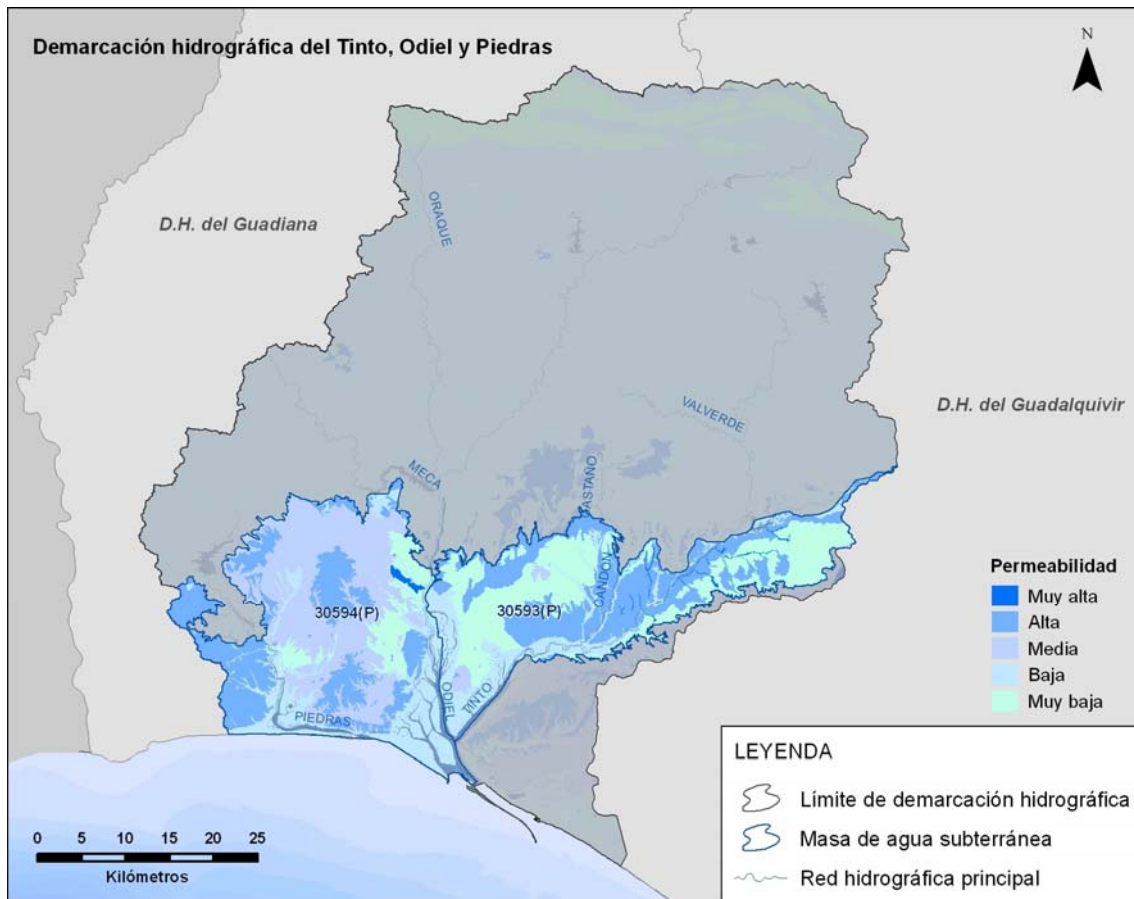 Demarcación hidrográfica del Tinto, Odiel y Piedras
N
D.H. del Guadiana
ORAQUE
D.H. del Guadalquivir
VALVERDE
MECA
ASTAÑO
CANDON
30594(P)
30593(P)
ODIEL
TINTO
PIEDRAS
Permeabilidad
Muy alta
Alta
Media
Baja
Muy baja
LEYENDA
Límite de demarcación hidrográfica
Masa de agua subterránea
Red hidrográfica principal
0 5 10 15 20 25
Kilómetros